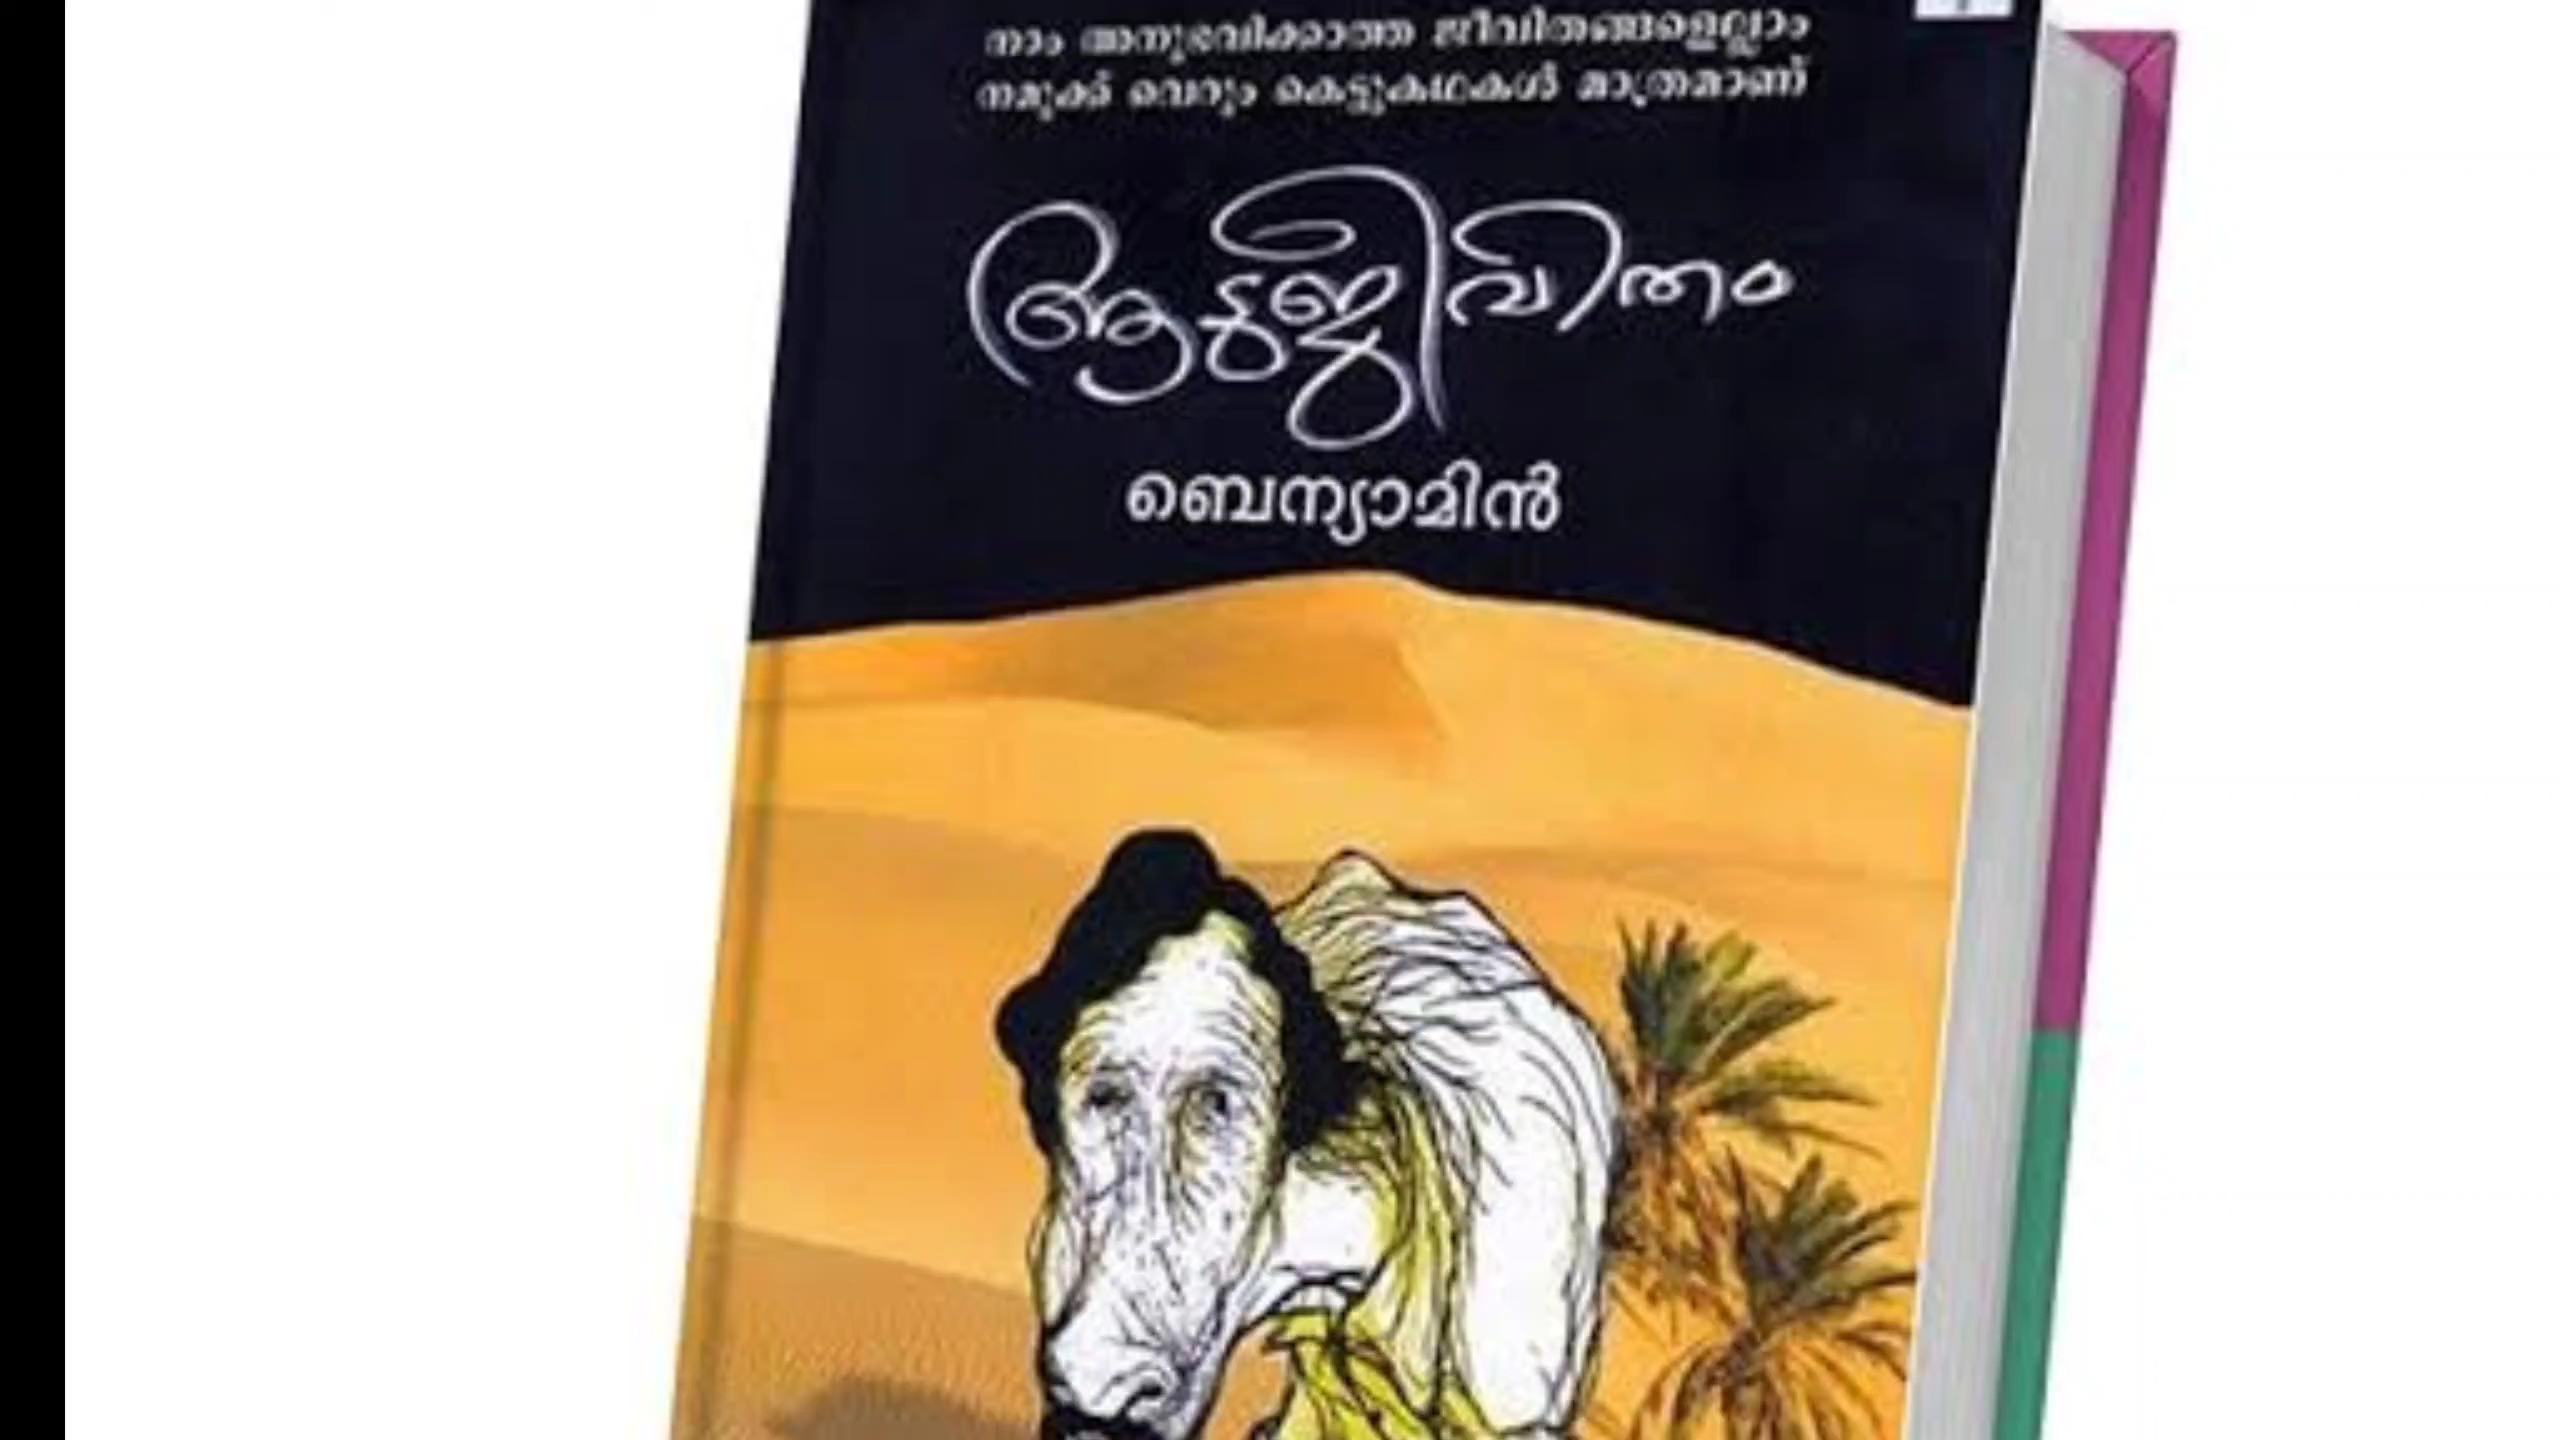 നാം അനുഭവിക്കാത്ത ജീവിതങ്ങളെല്ലാം
നമുക്ക് വെറും കെട്ടുകഥകൾ മാത്രമാണ്
ആടുജീവിതം
ബെന്യാമിൻ